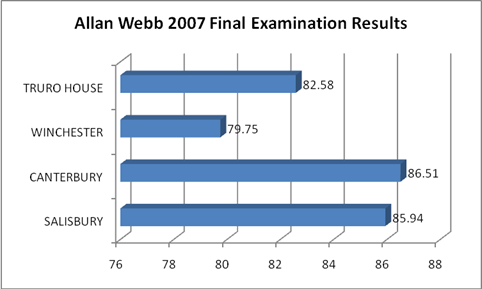 Allan Webb 2007 Final Examination Results
TRURO HOUSE
82.58
WINCHESTER
79.75
CANTERBURY
86.51
SALISBURY
85.94
76 78 80 82 84 86 88